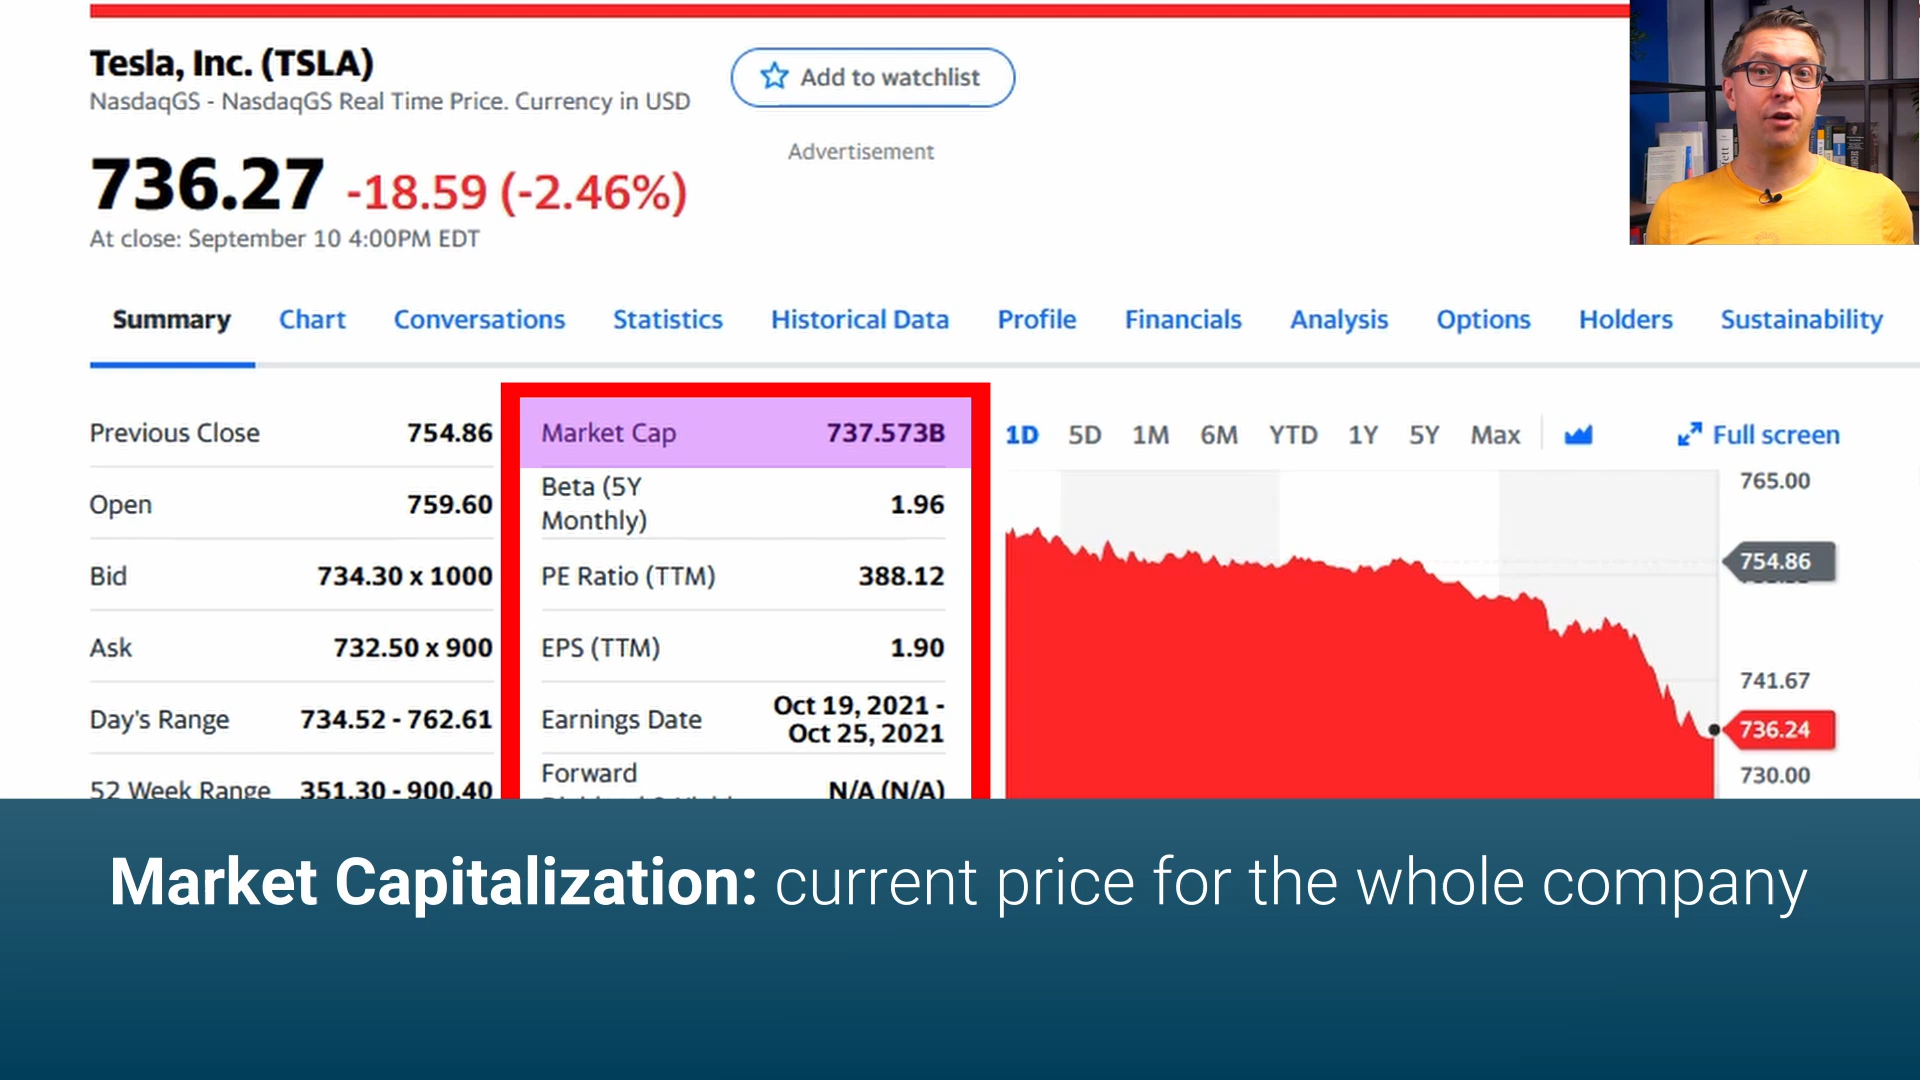 Tesla, Inc. (TSLA)
NasdaqGS - NasdaqGS Real Time Price. Currency in USD
Add to watchlist
Advertisement
736.27 -18.59 (-2.46%)
At close: September 10 4:00PM EDT
Summary Chart Conversations Statistics Historical Data Profile Financials Analysis Options Holders Sustainability
Previous Close 754.86
Open 759.60
Bid 734.30 x 1000
Ask 732.50 x 900
Day's Range 734.52 - 762.61
52 Week Range 351.30 - 900.40
Market Cap 737.573B
Beta (5Y
Monthly) 1.96
PE Ratio (TTM) 388.12
EPS (TTM) 1.90
Earnings Date Oct 19, 2021 -
Oct 25, 2021
Forward
N/A (N/A)
1D 5D 1M 6M YTD 1Y 5Y Max Full screen
765.00
754.86
741.67
736.24
730.00
Market Capitalization: current price for the whole company